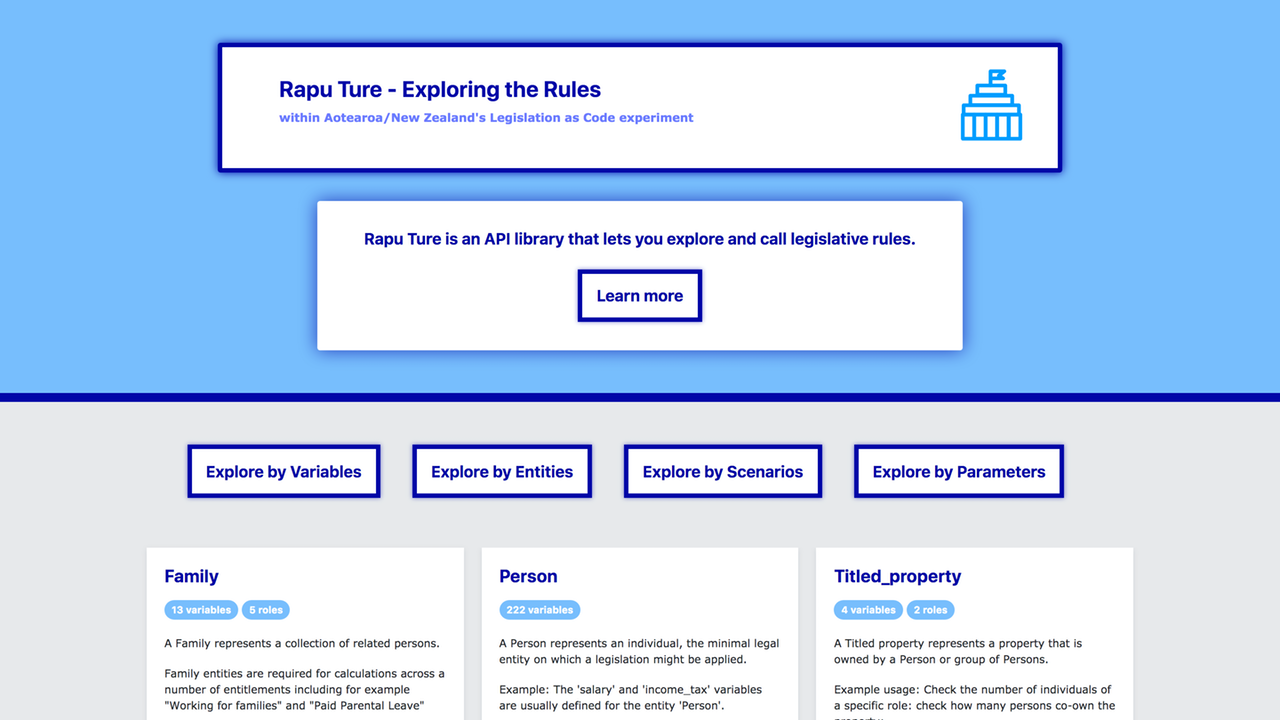 Rapu Ture - Exploring the Rules
within Aotearoa/New Zealand's Legislation as Code experiment
Rapu Ture is an API library that lets you explore and call legislative rules.
Learn more
Explore by Variables
Explore by Entities
Explore by Scenarios
Explore by Parameters
Family
13 variables
5 roles
A Family represents a collection of related persons.
Family entities are required for calculations across a
number of entitlements including for example
"Working for families" and "Paid Parental Leave"
Person
222 variables
A Person represents an individual, the minimal legal
entity on which a legislation might be applied.
Example: The 'salary' and 'income_tax' variables
are usually defined for the entity 'Person'.
Titled_property
4 variables
2 roles
A Titled property represents a property that is
owned by a Person or group of Persons.
Example usage: Check the number of individuals of
a specific role: check how many persons co-own the